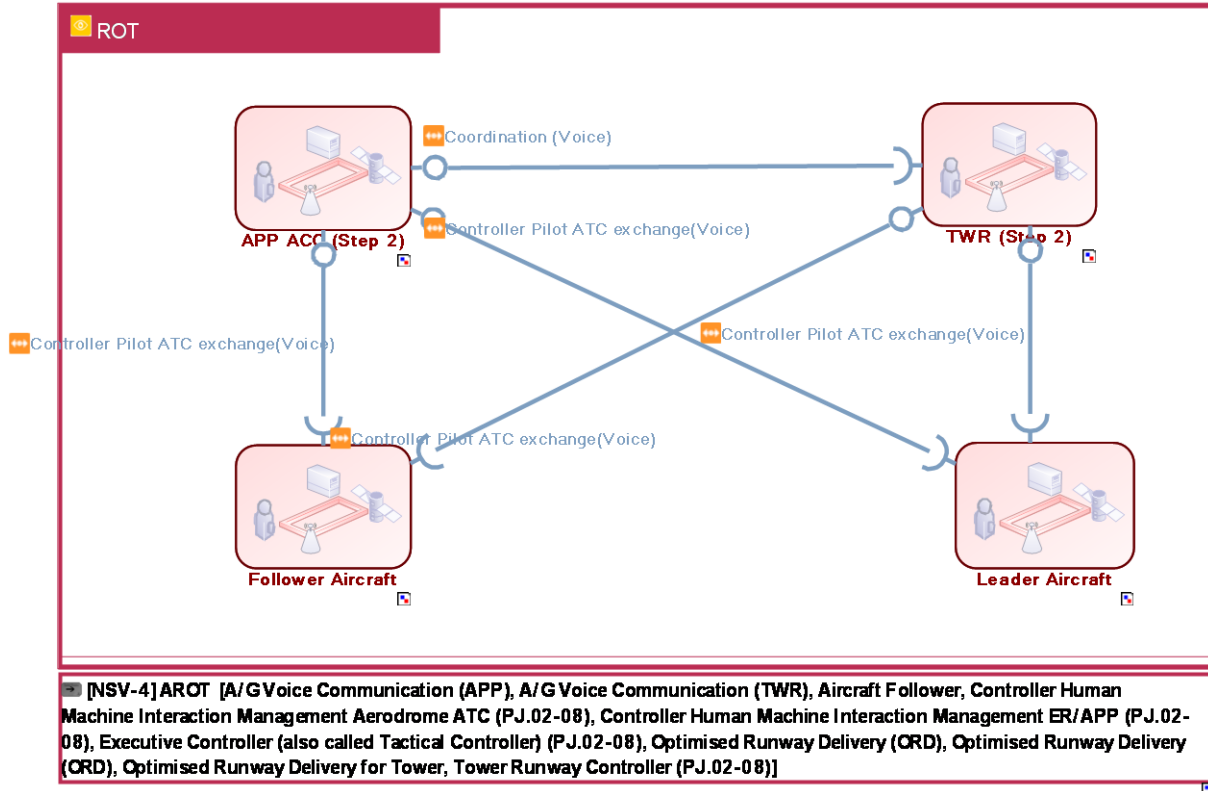 ROT
Coordination (Voice)
Controller Pilot ATC exchange(Voice)
APP ACC (Step 2)
TWR (Step 2)
Controller Pilot ATC exchange(Voice)
Controller Pilot ATC exchange(Voice)
Controller Pilot ATC exchange(Voice)
Follower Aircraft
Leader Aircraft
[NSV-4] AROT [A/G Voice Communication (APP), A/G Voice Communication (TWR), Aircraft Follower, Controller Human
Machine Interaction Management Aerodrome ATC (PJ.02-08), Controller Human Machine Interaction Management ER/APP (PJ.02-
08), Executive Controller (also called Tactical Controller) (PJ.02-08), Optimised Runway Delivery (ORD), Optimised Runway Delivery
(ORD), Optimised Runway Delivery for Tower, Tower Runway Controller (PJ.02-08)]